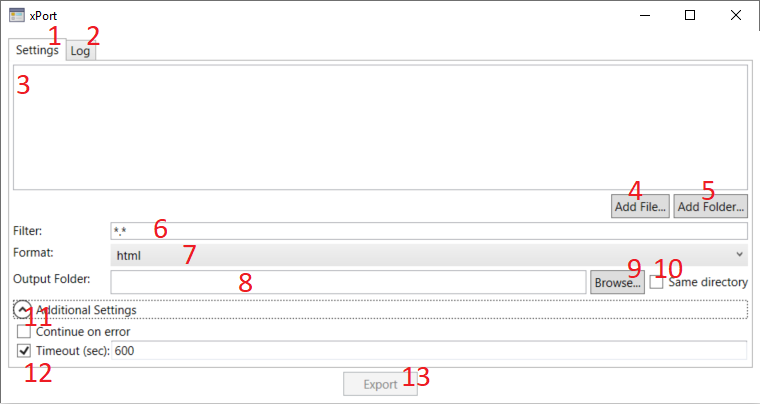 xPort
1 2
Settings Log
3
4 5
Add File... Add Folder...
Filter: *.* 6
Format: html 7
Output Folder: 8 Browse... 9 Same directory 10
Additional Settings
11
Continue on error
Timeout (sec): 600
12
Export 13